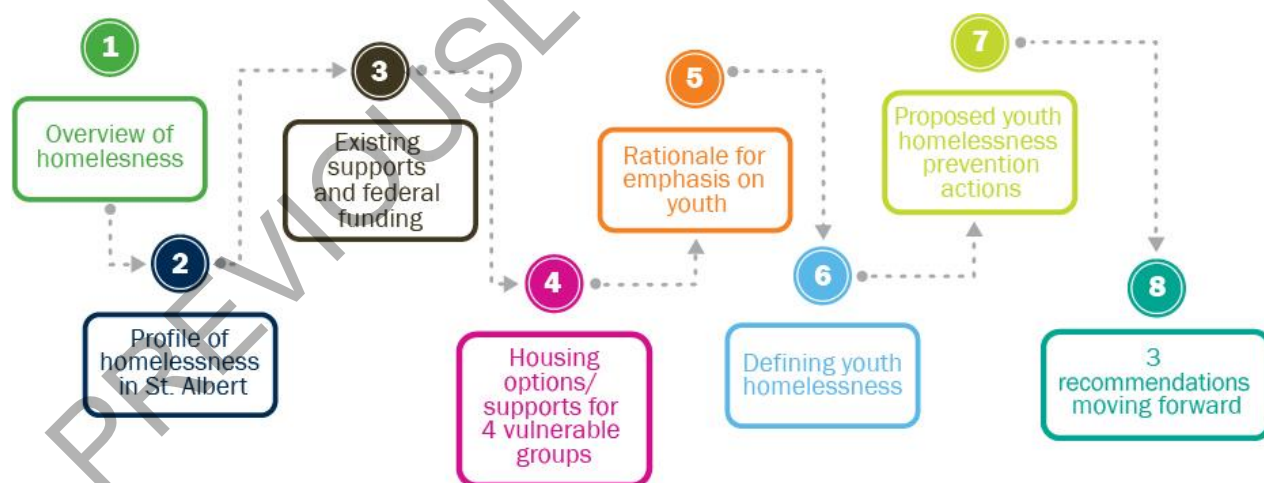 1
Overview of
homelesness
2
Profile of
homelessness
in St. Albert
3
Existing
supports
and federal
funding
4
Housing
options/
supports for
4 vulnerable
groups
5
Rationale for
emphasis on
youth
6
Defining youth
homelessness
7
Proposed youth
homelessness
prevention
actions
8
3
recommendations
moving forward
PREVIOUSL